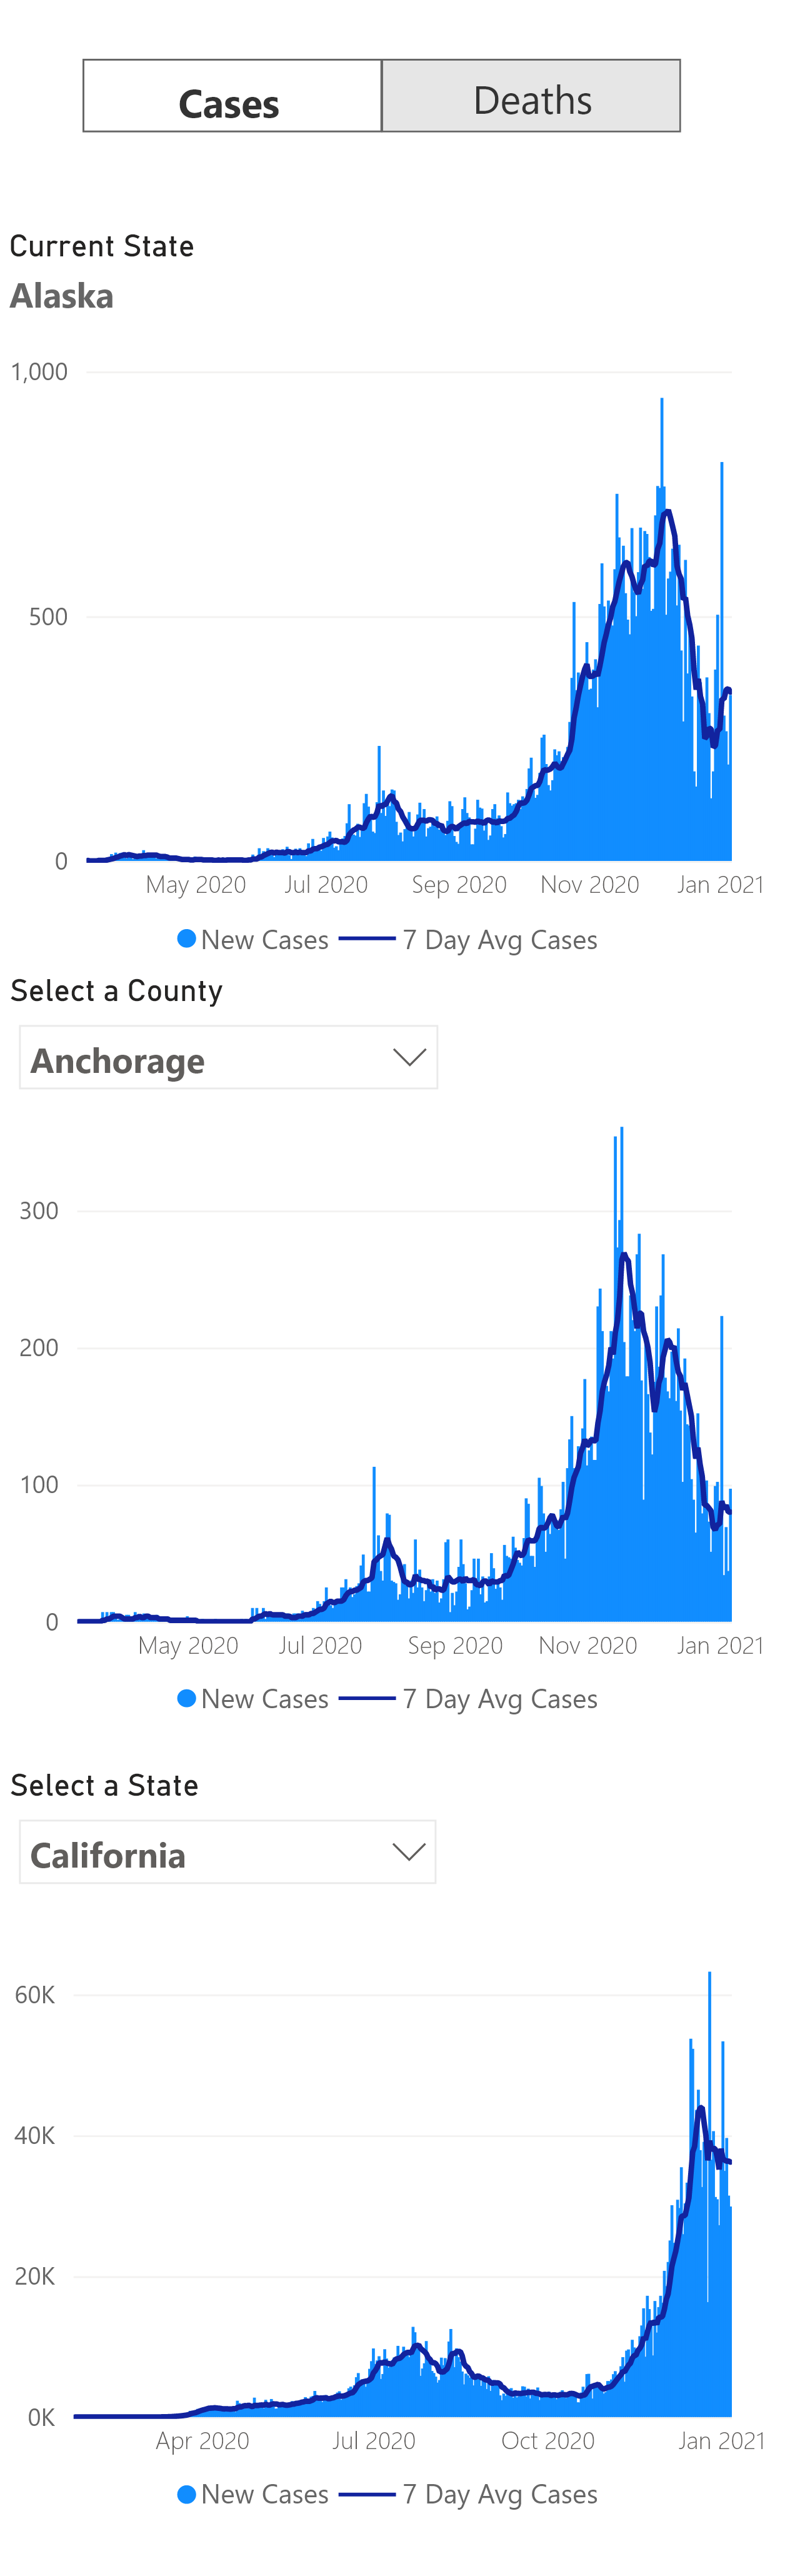 Cases Deaths
Current State
Alaska
1,000
500
0
May 2020 Jul 2020 Sep 2020 Nov 2020 Jan 2021
New Cases 7 Day Avg Cases
Select a County
Anchorage
300
200
100
0
May 2020 Jul 2020 Sep 2020 Nov 2020 Jan 2021
New Cases 7 Day Avg Cases
Select a State
California
60K
40K
20K
0K
Apr 2020 Jul 2020 Oct 2020 Jan 2021
New Cases 7 Day Avg Cases